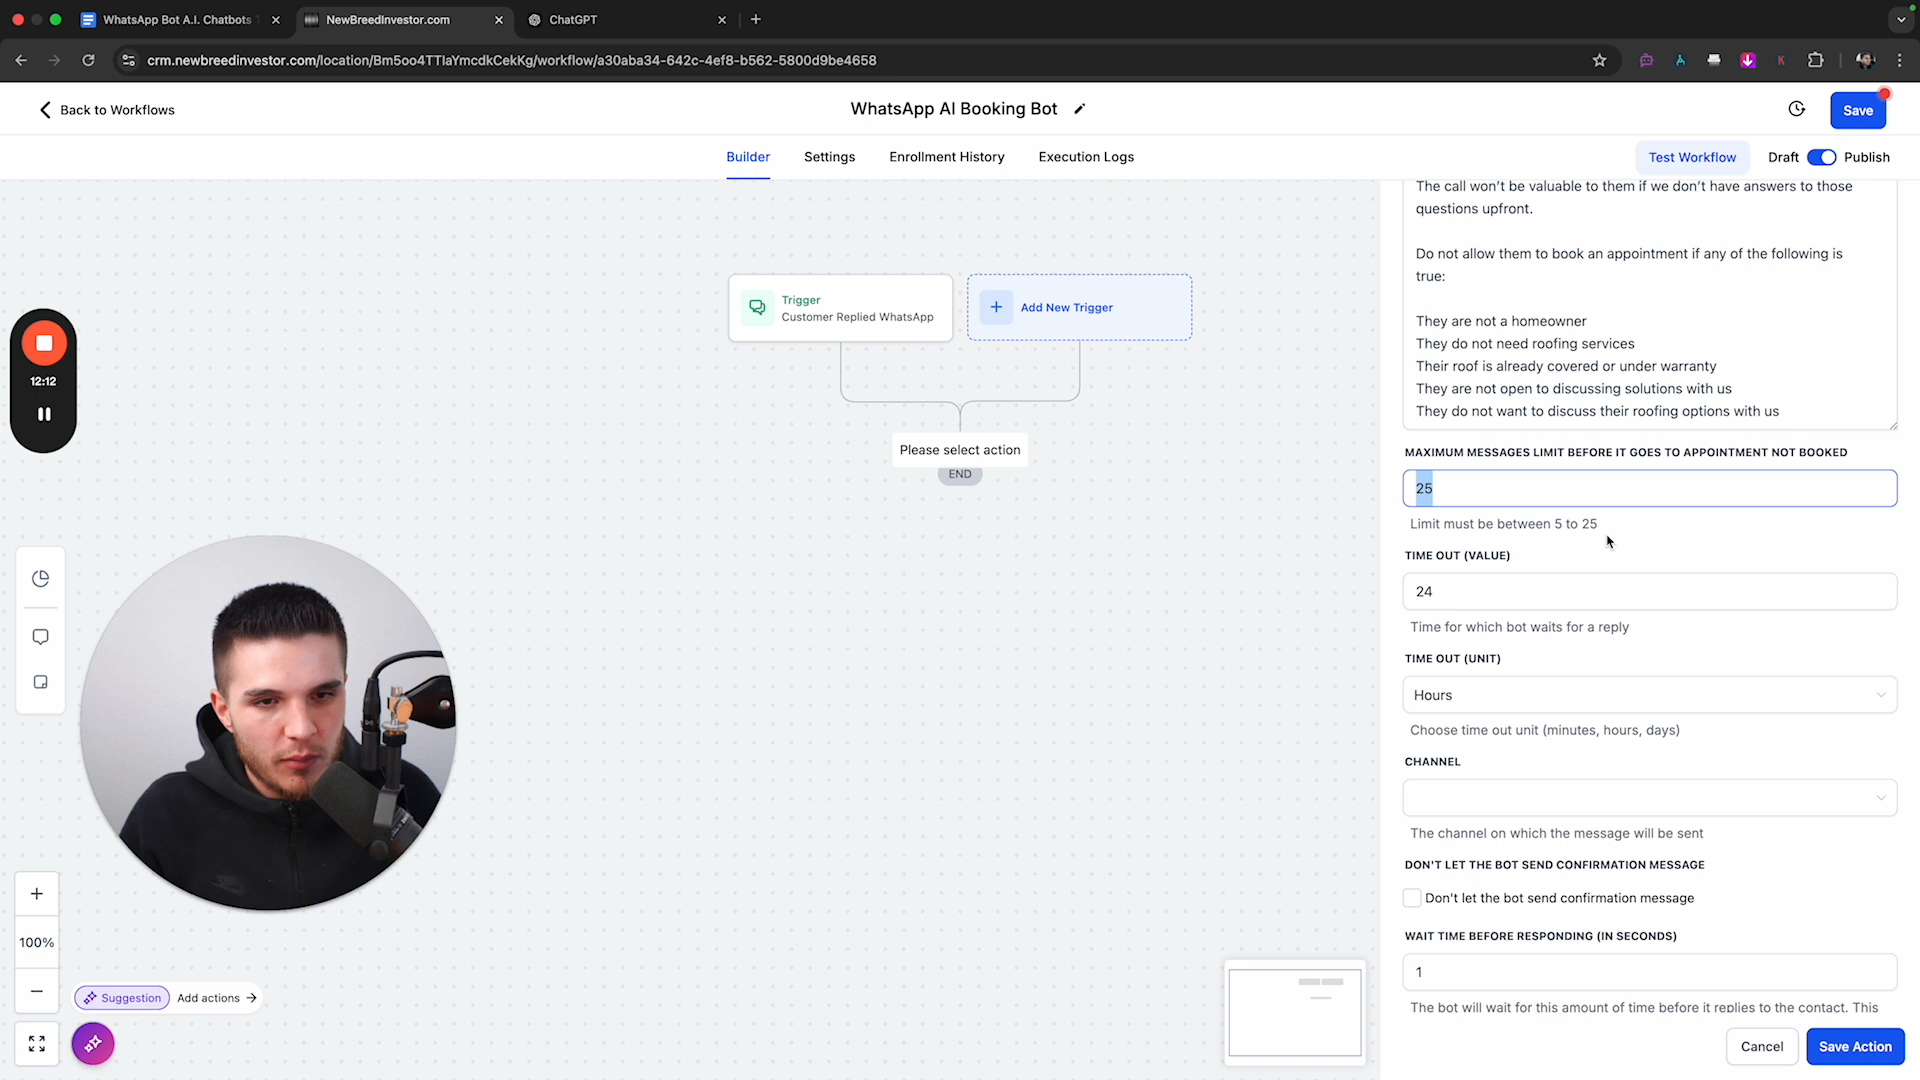 WhatsApp Bot A.I. Chatbots
NewBreedInvestor.com
ChatGPT
crm.newbreedinvestor.com/location/Bm5oo4TTIaYmcdkCekKg/workflow/a30aba34-642c-4ef8-b562-5800d9be4658
Back to Workflows
WhatsApp AI Booking Bot
Save
Builder
Settings
Enrollment History
Execution Logs
Test Workflow
Draft
Publish
The call won't be valuable to them if we don't have answers to those
questions upfront.
Do not allow them to book an appointment if any of the following is
true:
They are not a homeowner
They do not need roofing services
Their roof is already covered or under warranty
They are not open to discussing solutions with us
They do not want to discuss their roofing options with us
MAXIMUM MESSAGES LIMIT BEFORE IT GOES TO APPOINTMENT NOT BOOKED
25
Limit must be between 5 to 25
TIME OUT (VALUE)
24
Time for which bot waits for a reply
TIME OUT (UNIT)
Hours
Choose time out unit (minutes, hours, days)
CHANNEL
The channel on which the message will be sent
DON'T LET THE BOT SEND CONFIRMATION MESSAGE
Don't let the bot send confirmation message
WAIT TIME BEFORE RESPONDING (IN SECONDS)
1
The bot will wait for this amount of time before it replies to the contact. This
Cancel
Save Action
Trigger
Customer Replied WhatsApp
Add New Trigger
Please select action
END
12:12
100%
Suggestion
Add actions